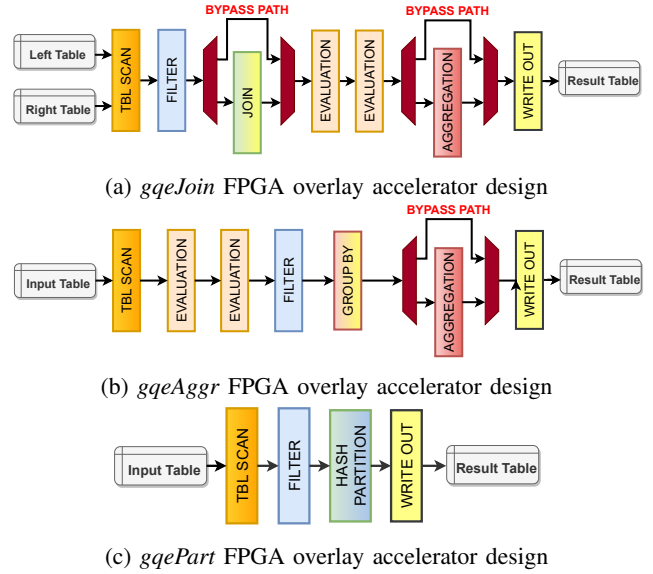 BYPASS PATH
BYPASS PATH
Left Table
Right Table
TBL SCAN
FILTER
JOIN
EVALUATION
EVALUATION
AGGREGATION
WRITE OUT
Result Table
(a) gqeJoin FPGA overlay accelerator design
BYPASS PATH
Input Table
TBL SCAN
EVALUATION
EVALUATION
FILTER
GROUP BY
AGGREGATION
WRITE OUT
Result Table
(b) gqeAggr FPGA overlay accelerator design
Input Table
TBL SCAN
FILTER
HASH
PARTITION
WRITE OUT
Result Table
(c) gqePart FPGA overlay accelerator design